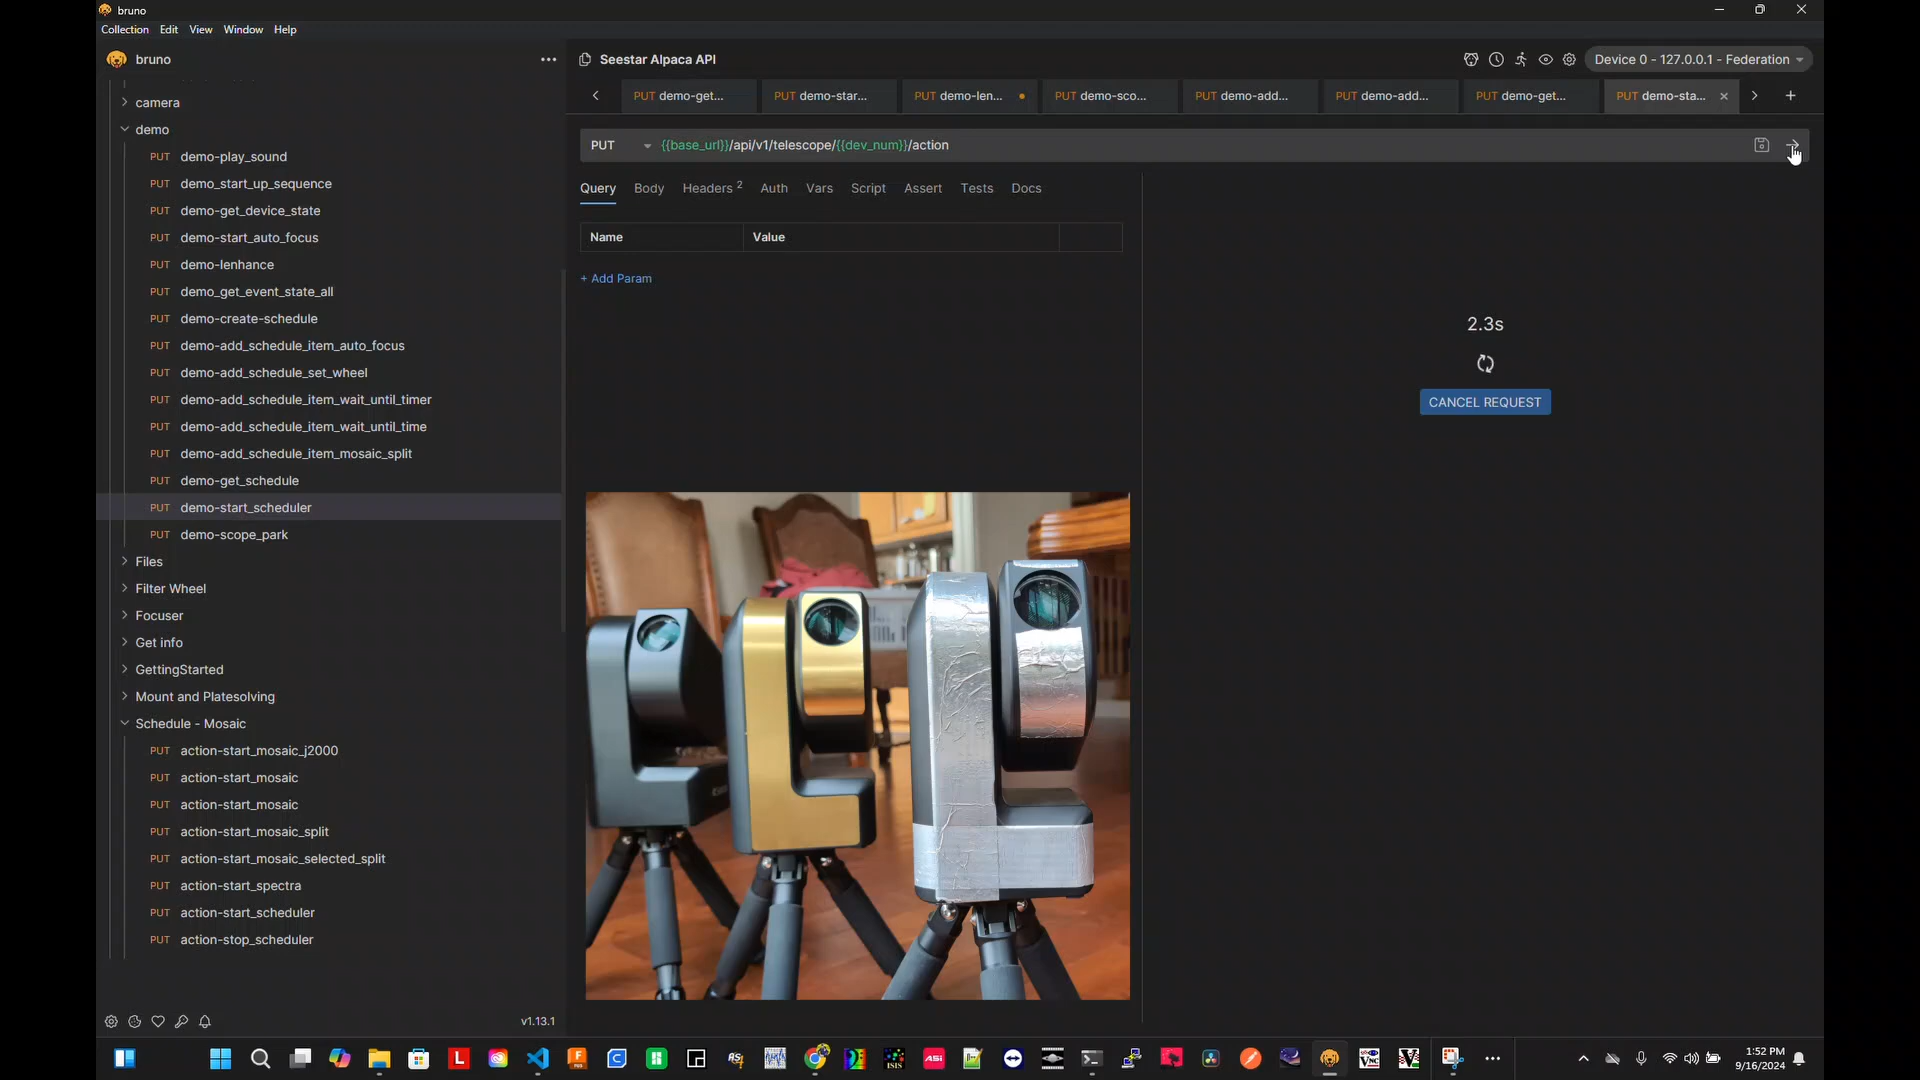 bruno
Collection Edit View Window Help
bruno
Seestar Alpaca API
Device 0 - 127.0.0.1 - Federation
PUT demo-get...
PUT demo-star...
PUT demo-len...
PUT demo-sco...
PUT demo-add...
PUT demo-add...
PUT demo-get...
PUT demo-sta...
PUT {{base_url}}/api/v1/telescope/{{dev_num}}/action
Query Body Headers 2 Auth Vars Script Assert Tests Docs
Name Value
+ Add Param
2.3s
CANCEL REQUEST
camera
demo
PUT demo-play_sound
PUT demo_start_up_sequence
PUT demo-get_device_state
PUT demo-start_auto_focus
PUT demo-lenhance
PUT demo_get_event_state_all
PUT demo-create-schedule
PUT demo-add_schedule_item_auto_focus
PUT demo-add_schedule_set_wheel
PUT demo-add_schedule_item_wait_until_timer
PUT demo-add_schedule_item_wait_until_time
PUT demo-add_schedule_item_mosaic_split
PUT demo-get_schedule
PUT demo-start_scheduler
PUT demo-scope_park
Files
Filter Wheel
Focuser
Get info
GettingStarted
Mount and Platesolving
Schedule - Mosaic
PUT action-start_mosaic_j2000
PUT action-start_mosaic
PUT action-start_mosaic
PUT action-start_mosaic_split
PUT action-start_mosaic_selected_split
PUT action-start_spectra
PUT action-start_scheduler
PUT action-stop_scheduler
v1.13.1
1:52 PM
9/16/2024